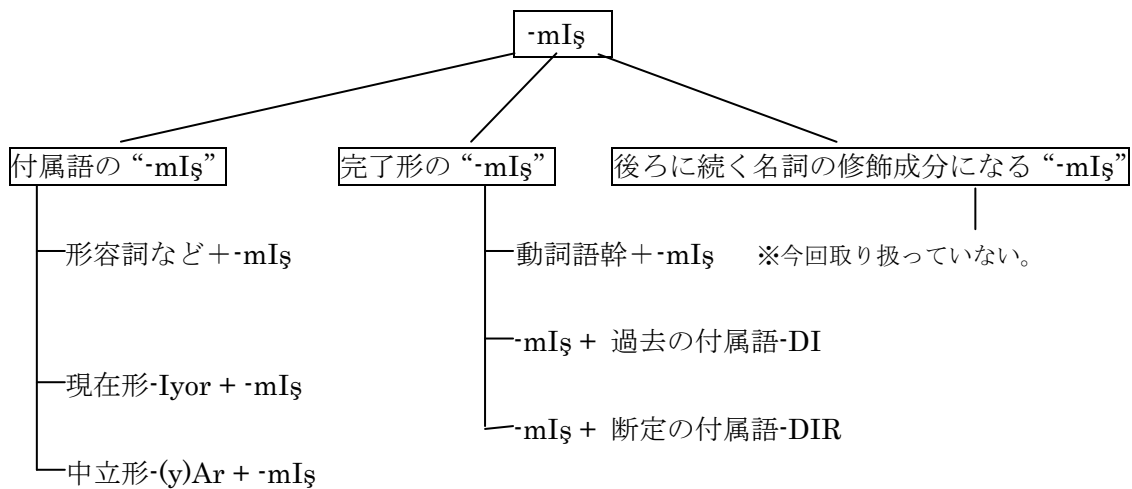 -mIş
付属語の “-mIş”
完了形の “-mIş”
後ろに続く名詞の修飾成分になる “-mIş”
形容詞など＋-mIş
現在形-Iyor + -mIş
中立形-(y)Ar + -mIş
動詞語幹＋-mIş
-mIş + 過去の付属語-DI
-mIş + 断定の付属語-DIR
※今回取り扱っていない。